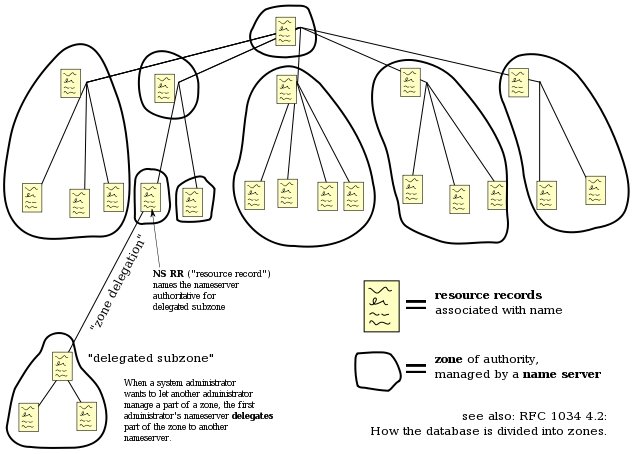 NS RR ("resource record")
names the nameserver
authoritative for
delegated subzone
"zone delegation"
resource records
associated with name
zone of authority,
managed by a name server
"delegated subzone"
When a system administrator
wants to let another administrator
manage a part of a zone, the first
administrator's nameserver delegates
part of the zone to another
nameserver.
see also: RFC 1034 4.2:
How the database is divided into zones.